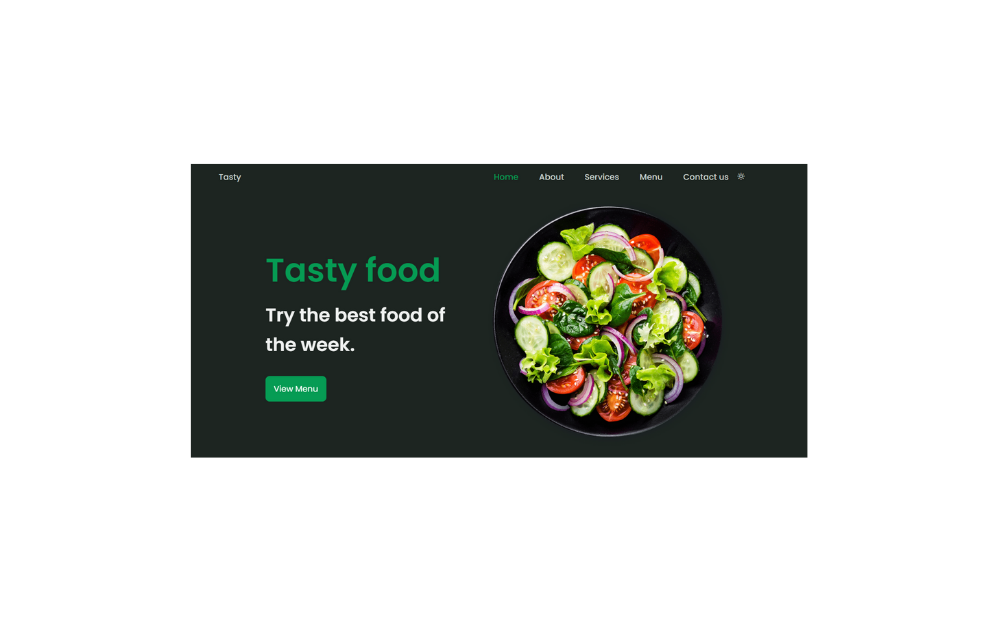 Tasty
Home About Services Menu Contact us
Tasty food
Try the best food of
the week.
View Menu